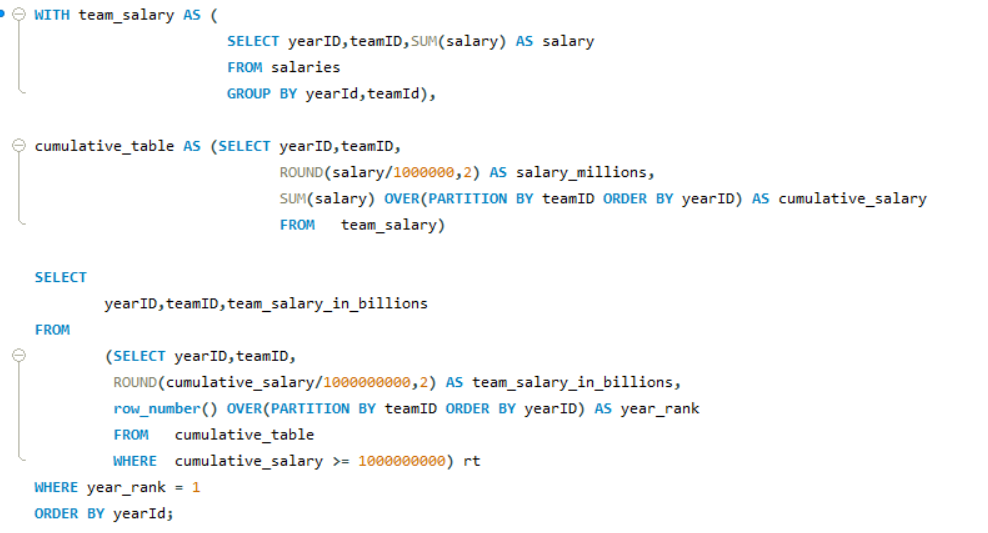 WITH team_salary AS (
SELECT yearID,teamID,SUM(salary) AS salary
FROM salaries
GROUP BY yearId,teamId),
cumulative_table AS (SELECT yearID,teamID,
ROUND(salary/1000000,2) AS salary_millions,
SUM(salary) OVER(PARTITION BY teamID ORDER BY yearID) AS cumulative_salary
FROM team_salary)
SELECT
yearID,teamID,team_salary_in_billions
FROM
(SELECT yearID,teamID,
ROUND(cumulative_salary/1000000000,2) AS team_salary_in_billions,
row_number() OVER(PARTITION BY teamID ORDER BY yearID) AS year_rank
FROM cumulative_table
WHERE cumulative_salary >= 1000000000) rt
WHERE year_rank = 1
ORDER BY yearId;